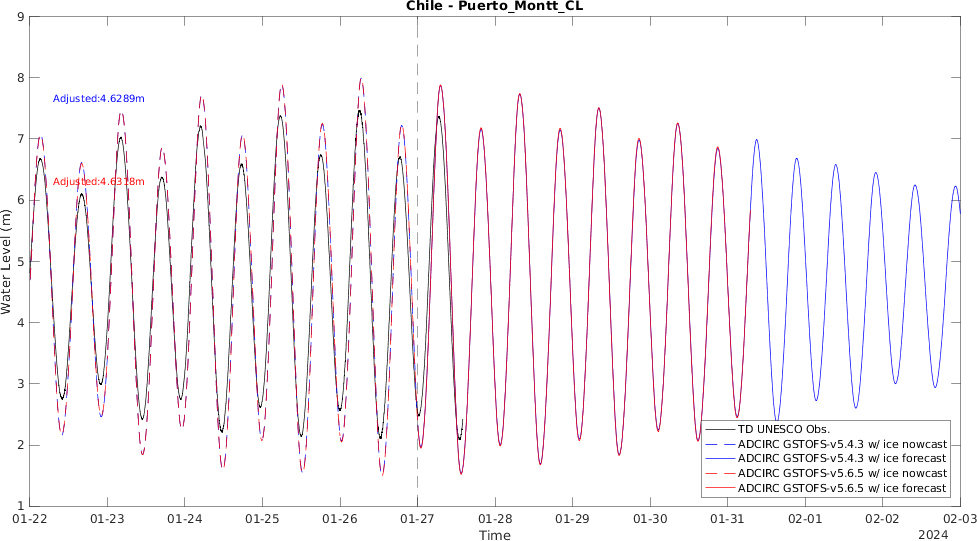 Chile - Puerto_Montt_CL
9
8
7
6
5
4
3
2
1
Water Level (m)
Adjusted:4.6289m
Adjusted:4.6318m
TD UNESCO Obs.
ADCIRC GSTOFS-v5.4.3 w/ ice nowcast
ADCIRC GSTOFS-v5.4.3 w/ ice forecast
ADCIRC GSTOFS-v5.6.5 w/ ice nowcast
ADCIRC GSTOFS-v5.6.5 w/ ice forecast
01-22 01-23 01-24 01-25 01-26 01-27 01-28 01-29 01-30 01-31 02-01 02-02 02-03
Time
2024